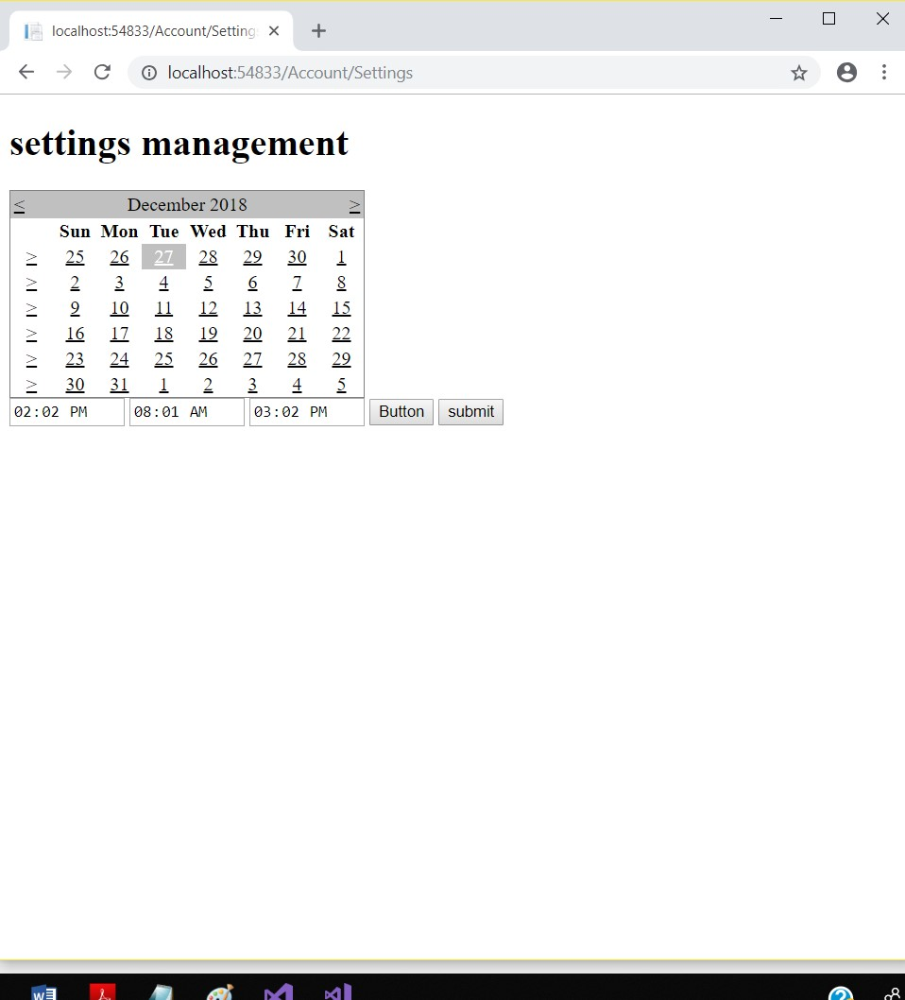 localhost:54833/Account/Setting
localhost:54833/Account/Settings
settings management
< December 2018 >
Sun Mon Tue Wed Thu Fri Sat
> 25 26 27 28 29 30 1
> 2 3 4 5 6 7 8
> 9 10 11 12 13 14 15
> 16 17 18 19 20 21 22
> 23 24 25 26 27 28 29
> 30 31 1 2 3 4 5
02:02 PM 08:01 AM 03:02 PM Button submit